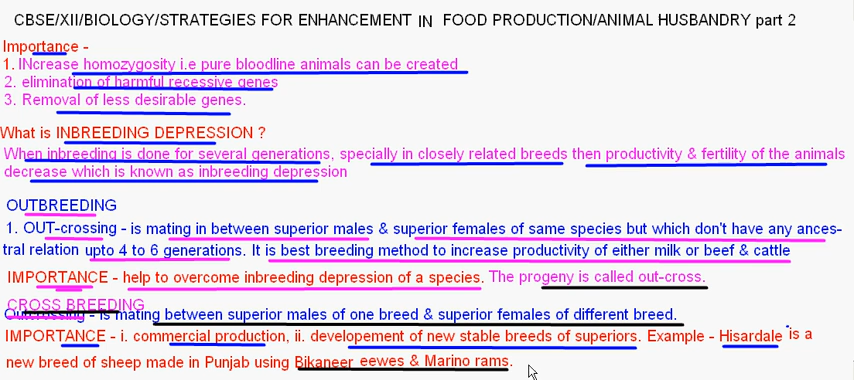 CBSE/XII/BIOLOGY/STRATEGIES FOR ENHANCEMENT IN FOOD PRODUCTION/ANIMAL HUSBANDRY part 2
Importance -
1. INcrease homozygosity i.e pure bloodline animals can be created
2. elimination of harmful recessive genes
3. Removal of less desirable genes.
What is INBREEDING DEPRESSION ?
When inbreeding is done for several generations, specially in closely related breeds then productivity & fertility of the animals
decrease which is known as inbreeding depression
OUTBREEDING
1. OUT-crossing - is mating in between superior males & superior females of same species but which don't have any ances-
tral relation upto 4 to 6 generations. It is best breeding method to increase productivity of either milk or beef & cattle
IMPORTANCE - help to overcome inbreeding depression of a species. The progeny is called out-cross.
CROSS BREEDING
Outcrossing - is mating between superior males of one breed & superior females of different breed.
IMPORTANCE - i. commercial production, ii. developement of new stable breeds of superiors. Example - Hisardale is a
new breed of sheep made in Punjab using Bikaneer eewes & Marino rams.